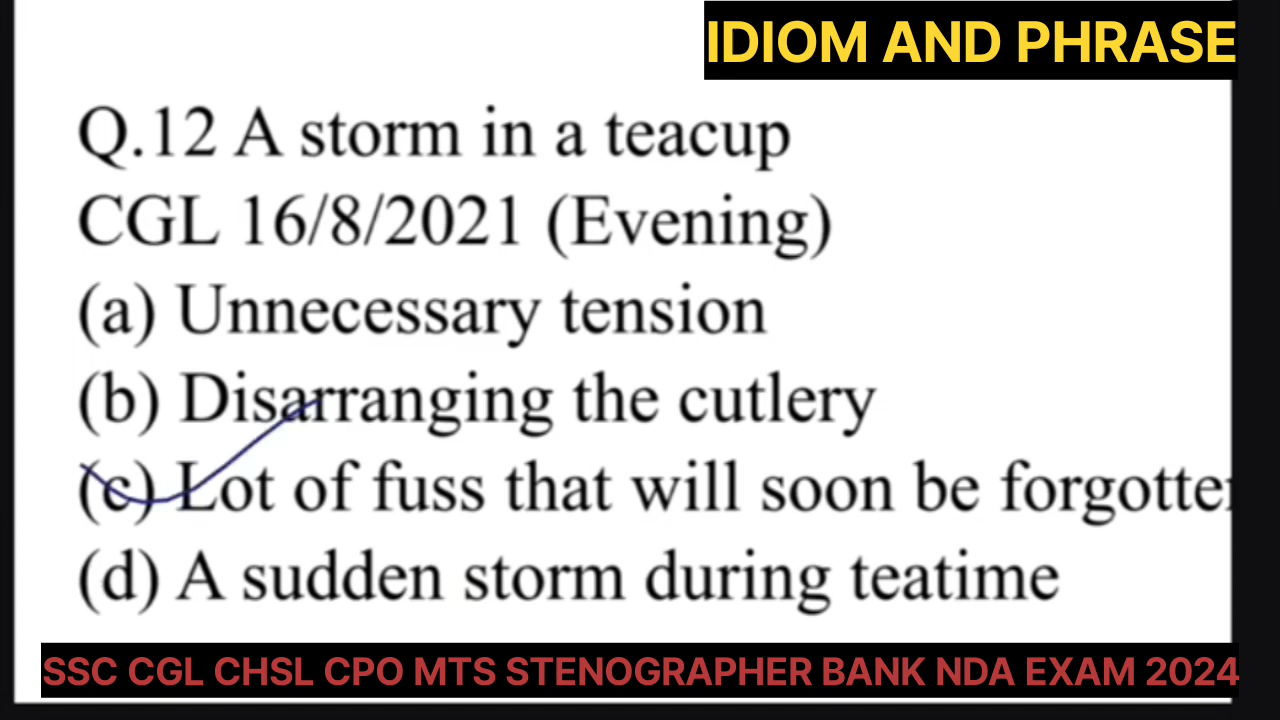 IDIOM AND PHRASE
Q.12 A storm in a teacup
CGL 16/8/2021 (Evening)
(a) Unnecessary tension
(b) Disarranging the cutlery
(c) Lot of fuss that will soon be forgotten
(d) A sudden storm during teatime
SSC CGL CHSL CPO MTS STENOGRAPHER BANK NDA EXAM 2024